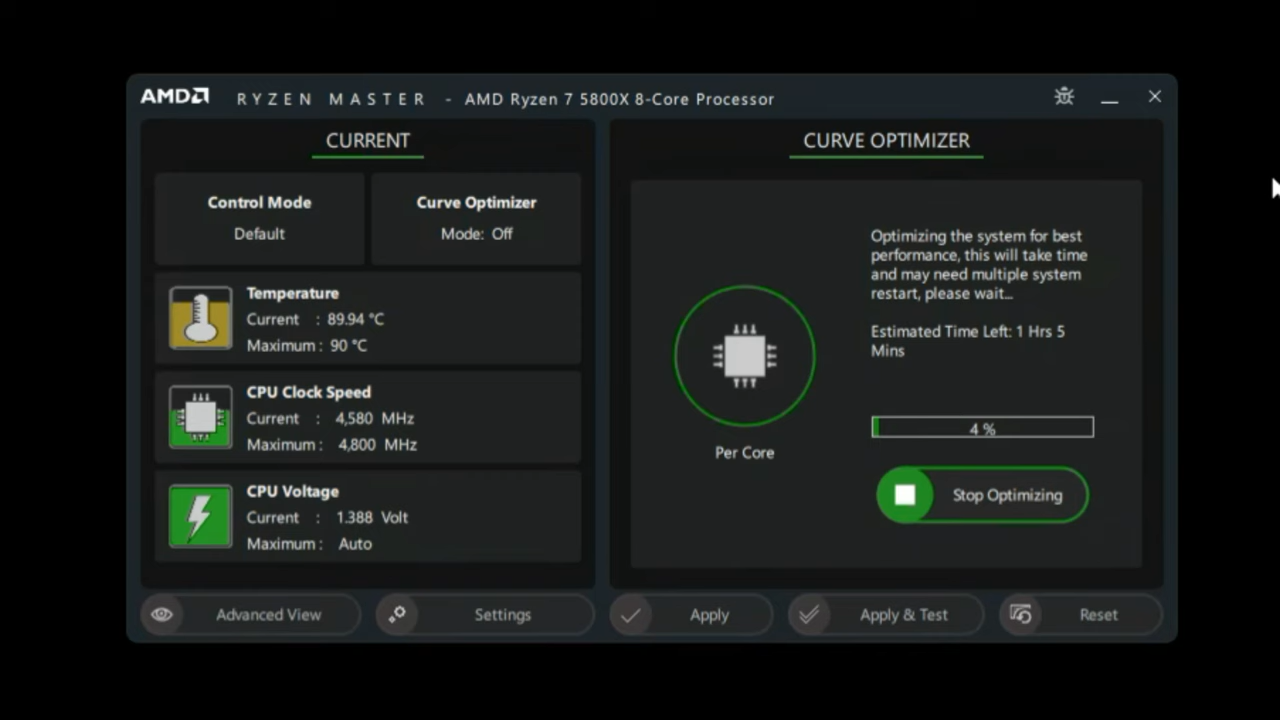 AMD RYZEN MASTER - AMD Ryzen 7 5800X 8-Core Processor
CURRENT
Control Mode
Default
Curve Optimizer
Mode: Off
Temperature
Current : 89.94 °C
Maximum : 90 °C
CPU Clock Speed
Current : 4,580 MHz
Maximum : 4,800 MHz
CPU Voltage
Current : 1.388 Volt
Maximum : Auto
CURVE OPTIMIZER
Per Core
Optimizing the system for best
performance, this will take time
and may need multiple system
restart, please wait...
Estimated Time Left: 1 Hrs 5
Mins
4 %
Stop Optimizing
Advanced View
Settings
Apply
Apply & Test
Reset